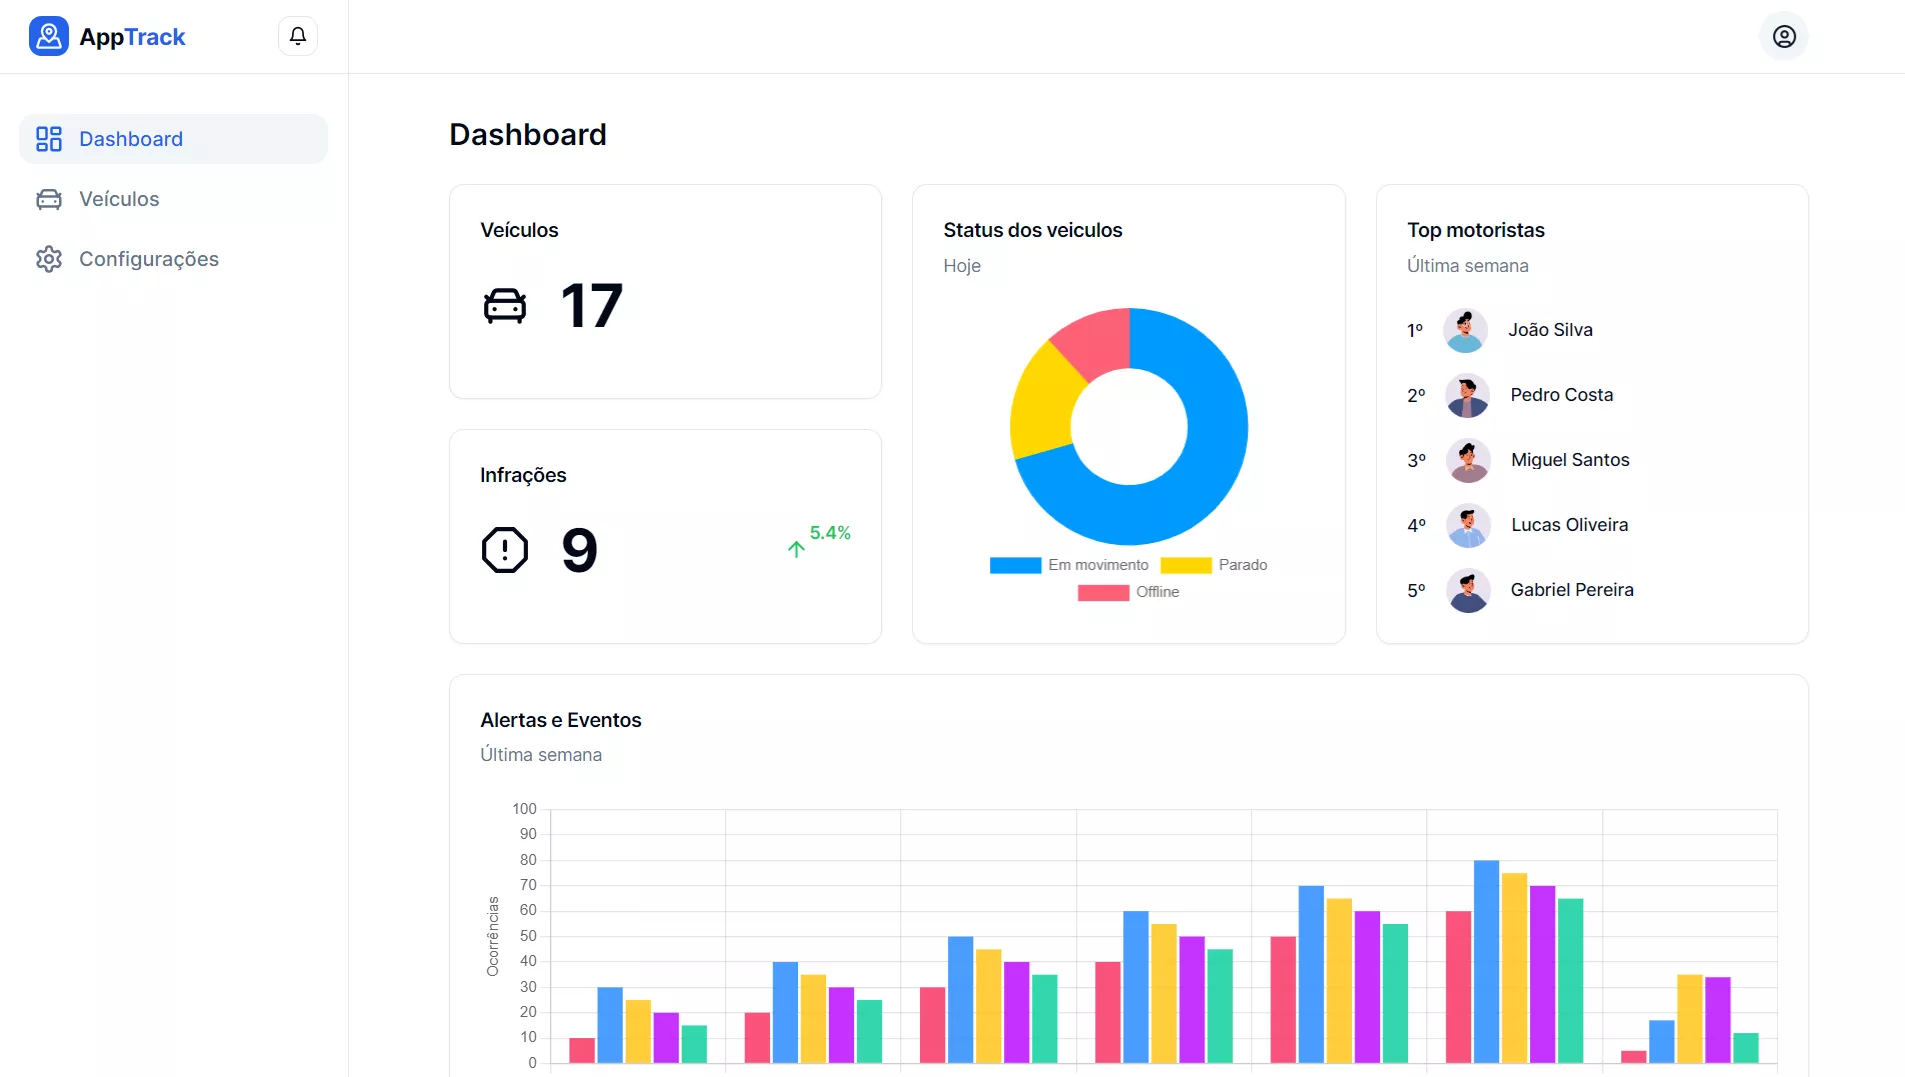 AppTrack
Dashboard
Veículos
Configurações
Dashboard
Veículos
17
Infrações
9
5.4%
Status dos veiculos
Hoje
Em movimento
Parado
Offline
Top motoristas
Última semana
1º João Silva
2º Pedro Costa
3º Miguel Santos
4º Lucas Oliveira
5º Gabriel Pereira
Alertas e Eventos
Última semana
Ocorrências
100
90
80
70
60
50
40
30
20
10
0